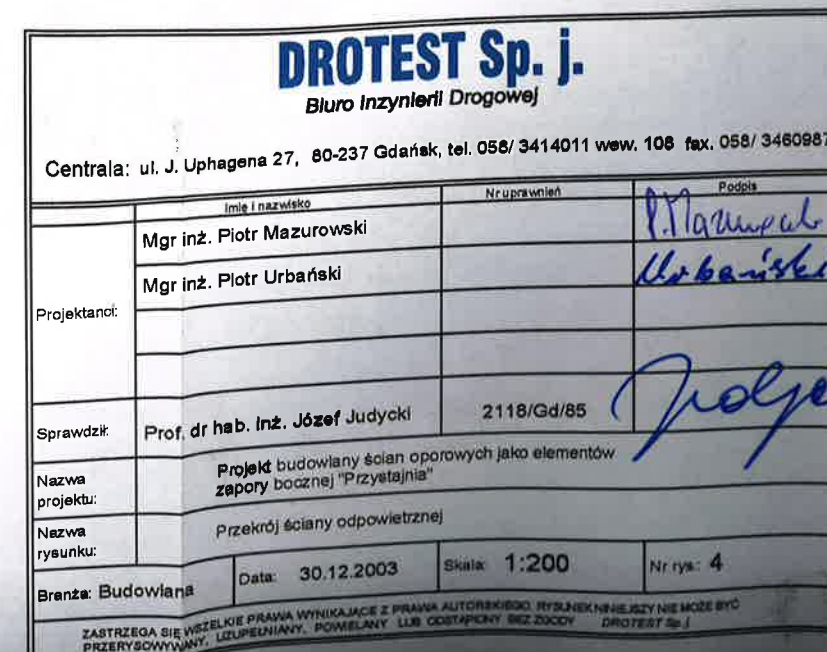 DROTEST Sp. j.
Biuro Inzynierii Drogowej
Centrala: ul. J. Uphagena 27, 80-237 Gdańsk, tel. 058/ 3414011 wew. 108 fax. 058/ 3460987
Imię i nazwisko Nr uprawnień Podpis
Mgr inż. Piotr Mazurowski
Mgr inż. Piotr Urbański Urbański
Projektanci:
Sprawdził: Prof. dr hab. Inż. Józef Judycki 2118/Gd/85
Nazwa projektu: Projekt budowlany ścian oporowych jako elementów
zapory bocznej "Przystajnia"
Nazwa rysunku: Przekrój ściany odpowietrznej
Branża: Budowlana Data: 30.12.2003 Skala: 1:200 Nr rys: 4
ZASTRZEGA SIĘ WSZELKIE PRAWA WYNIKAJĄCE Z PRAWA AUTORSKIEGO. RYSUNEK NINIEJSZY NIE MOŻE BYĆ
PRZERYSOWYWANY, UZUPEŁNIANY, POWIELANY LUB ODSTĄPIONY BEZ ZGODY DROTEST Sp.j